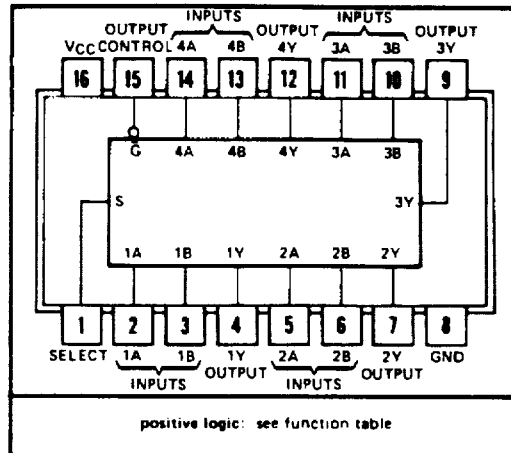 INPUTS INPUTS
OUTPUT OUTPUT OUTPUT
VCC CONTROL 4A 4B 4Y 3A 3B 3Y
16 15 14 13 12 11 10 9
G 4A 4B 4Y 3A 3B
S 3Y
1A 1B 1Y 2A 2B 2Y
1 2 3 4 5 6 7 8
SELECT 1A 1B 1Y 2A 2B 2Y GND
INPUTS OUTPUT INPUTS OUTPUT
positive logic: see function table